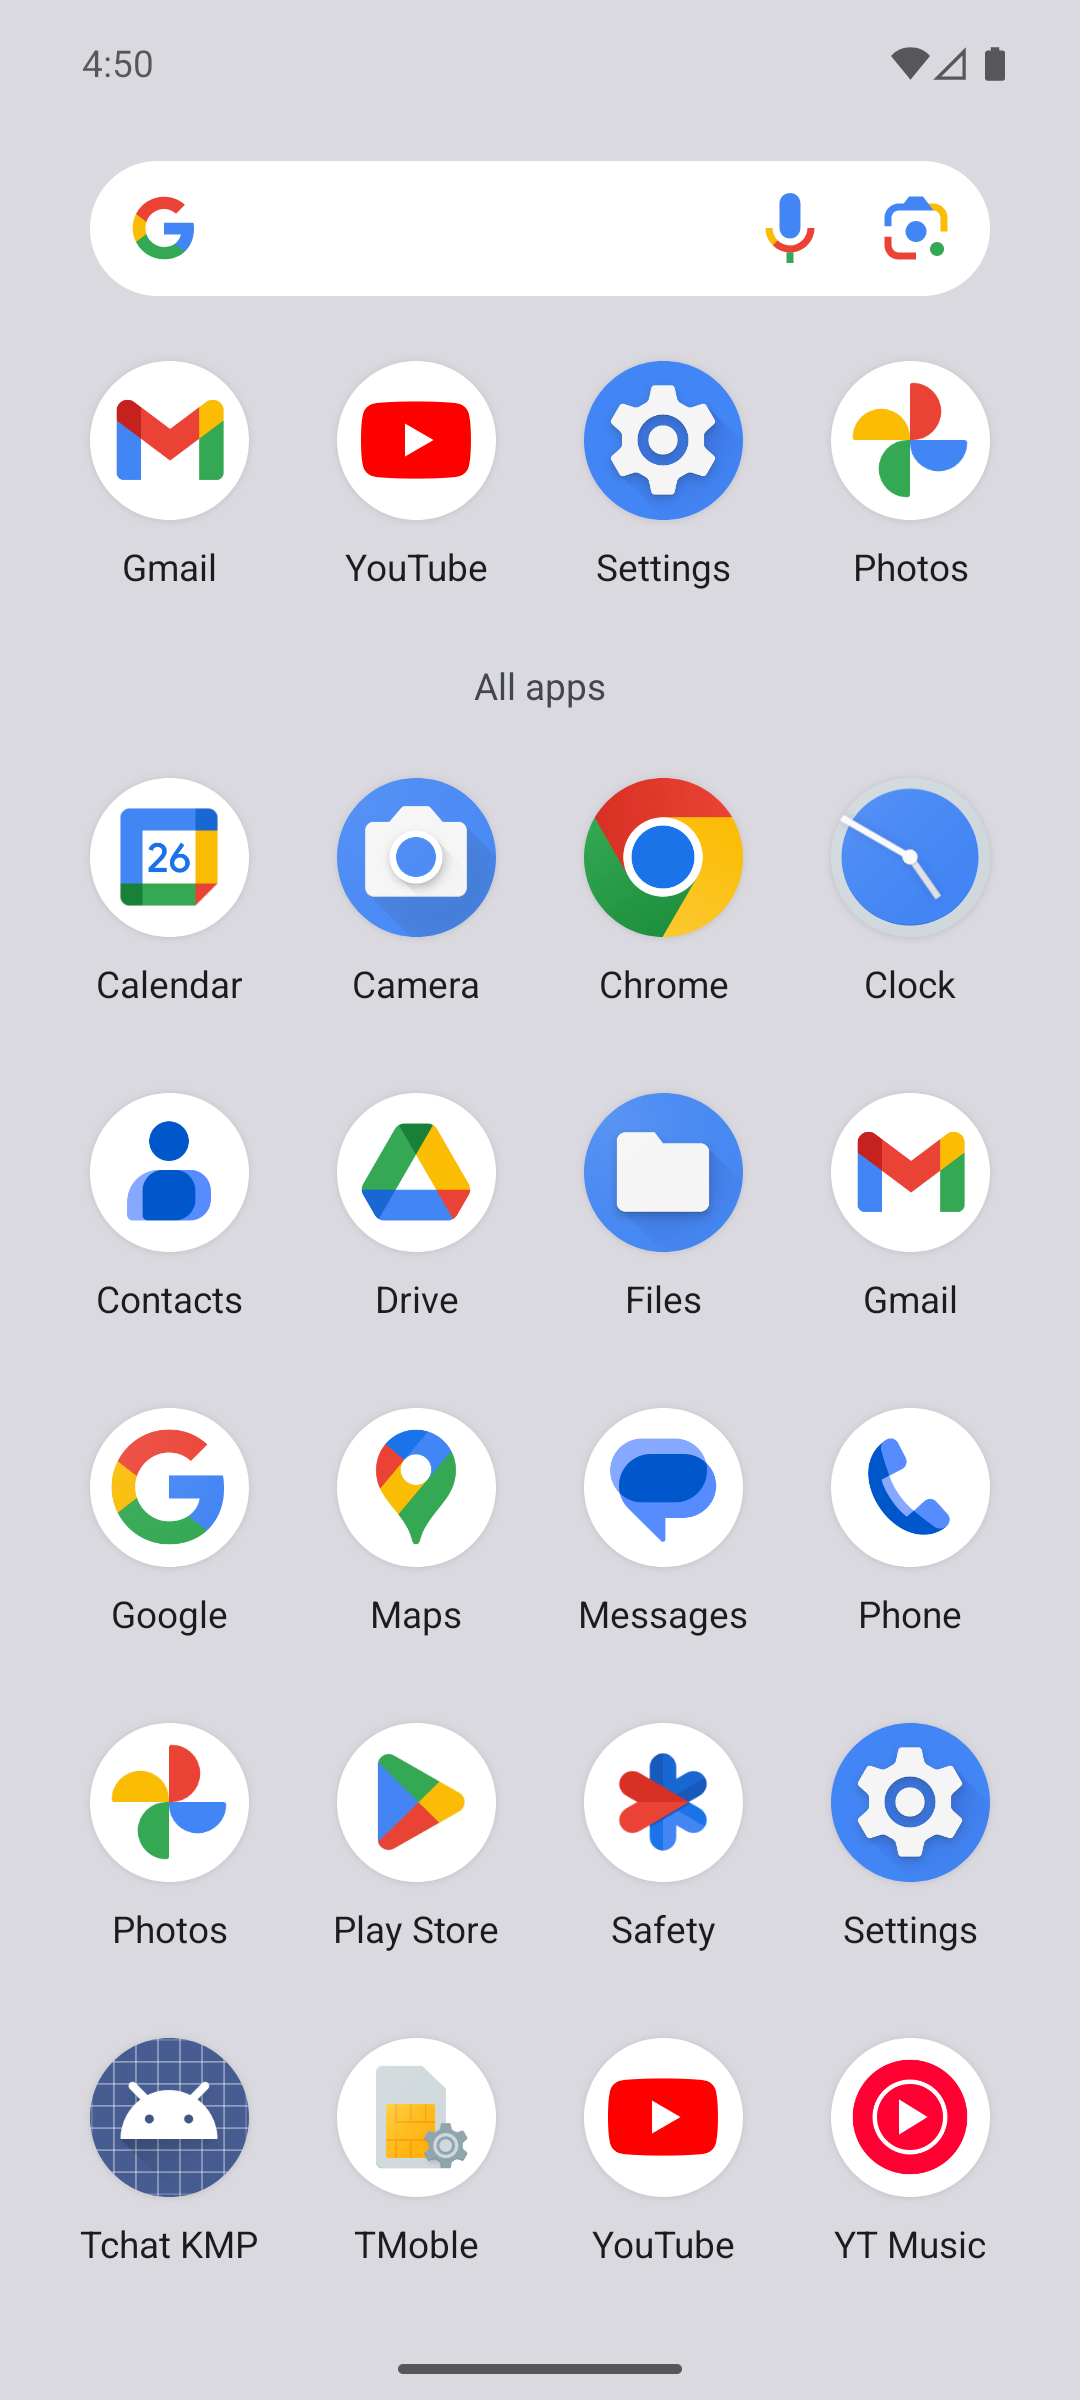 4:50
Gmail YouTube Settings Photos
All apps
26
Calendar Camera Chrome Clock
Contacts Drive Files Gmail
Google Maps Messages Phone
Photos Play Store Safety Settings
Tchat KMP TMoble YouTube YT Music